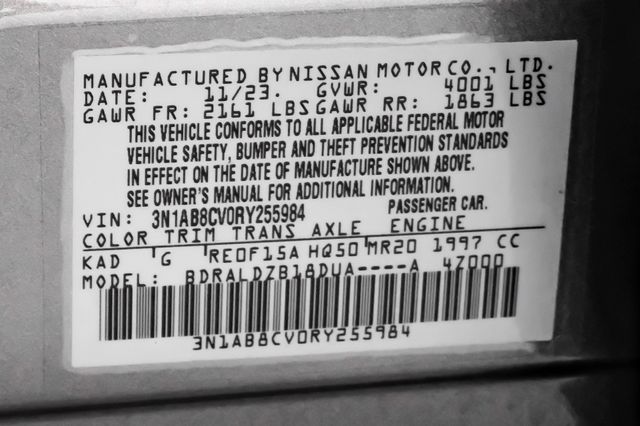 MANUFACTURED BY NISSAN MOTOR CO., LTD.
DATE: 11/23. GVWR: 4001 LBS
GAWR FR: 2161 LBS GAWR RR: 1863 LBS
THIS VEHICLE CONFORMS TO ALL APPLICABLE FEDERAL MOTOR
VEHICLE SAFETY, BUMPER AND THEFT PREVENTION STANDARDS
IN EFFECT ON THE DATE OF MANUFACTURE SHOWN ABOVE.
SEE OWNER'S MANUAL FOR ADDITIONAL INFORMATION.
VIN: 3N1AB8CV0RY255984 PASSENGER CAR.
COLOR TRIM TRANS AXLE ENGINE
KAD G RE0F15A HQ50 MR20 1997 CC
MODEL: BDRALDZB18DUA----A 4Z000
3N1AB8CV0RY255984